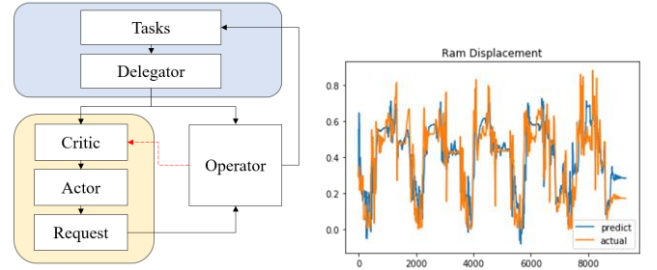 Tasks
Delegator
Critic
Actor
Request
Operator
Ram Displacement
0.8
0.6
0.4
0.2
0.0
0 2000 4000 6000 8000
predict
actual